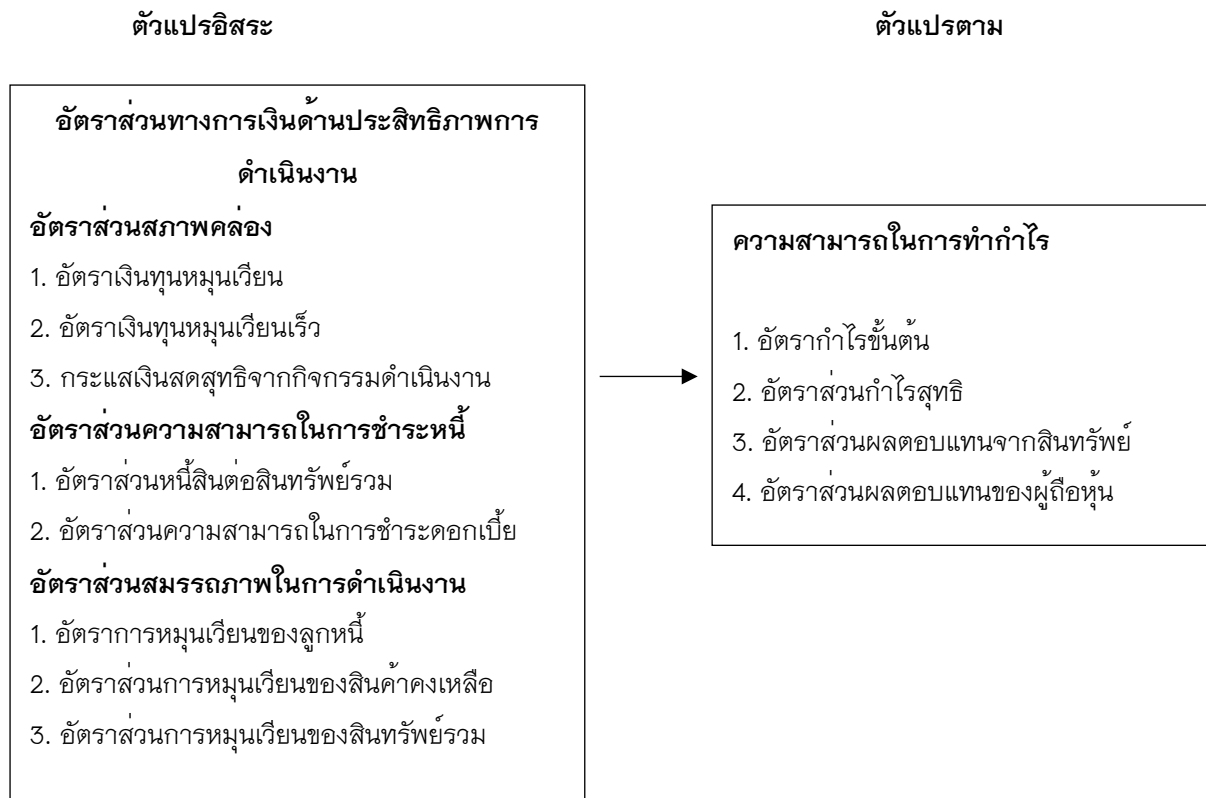 ตัวแปรอิสระ
ตัวแปรตาม
อัตราส่วนทางการเงินด้านประสิทธิภาพการ
ดำเนินงาน
อัตราส่วนสภาพคล่อง
1. อัตราเงินทุนหมุนเวียน
2. อัตราเงินทุนหมุนเวียนเร็ว
3. กระแสเงินสดสุทธิจากกิจกรรมดำเนินงาน
อัตราส่วนความสามารถในการชำระหนี้
1. อัตราส่วนหนี้สินต่อสินทรัพย์รวม
2. อัตราส่วนความสามารถในการชำระดอกเบี้ย
อัตราส่วนสมรรถภาพในการดำเนินงาน
1. อัตราการหมุนเวียนของลูกหนี้
2. อัตราส่วนการหมุนเวียนของสินค้าคงเหลือ
3. อัตราส่วนการหมุนเวียนของสินทรัพย์รวม
ความสามารถในการทำกำไร
1. อัตรากำไรขั้นต้น
2. อัตราส่วนกำไรสุทธิ
3. อัตราส่วนผลตอบแทนจากสินทรัพย์
4. อัตราส่วนผลตอบแทนของผู้ถือหุ้น